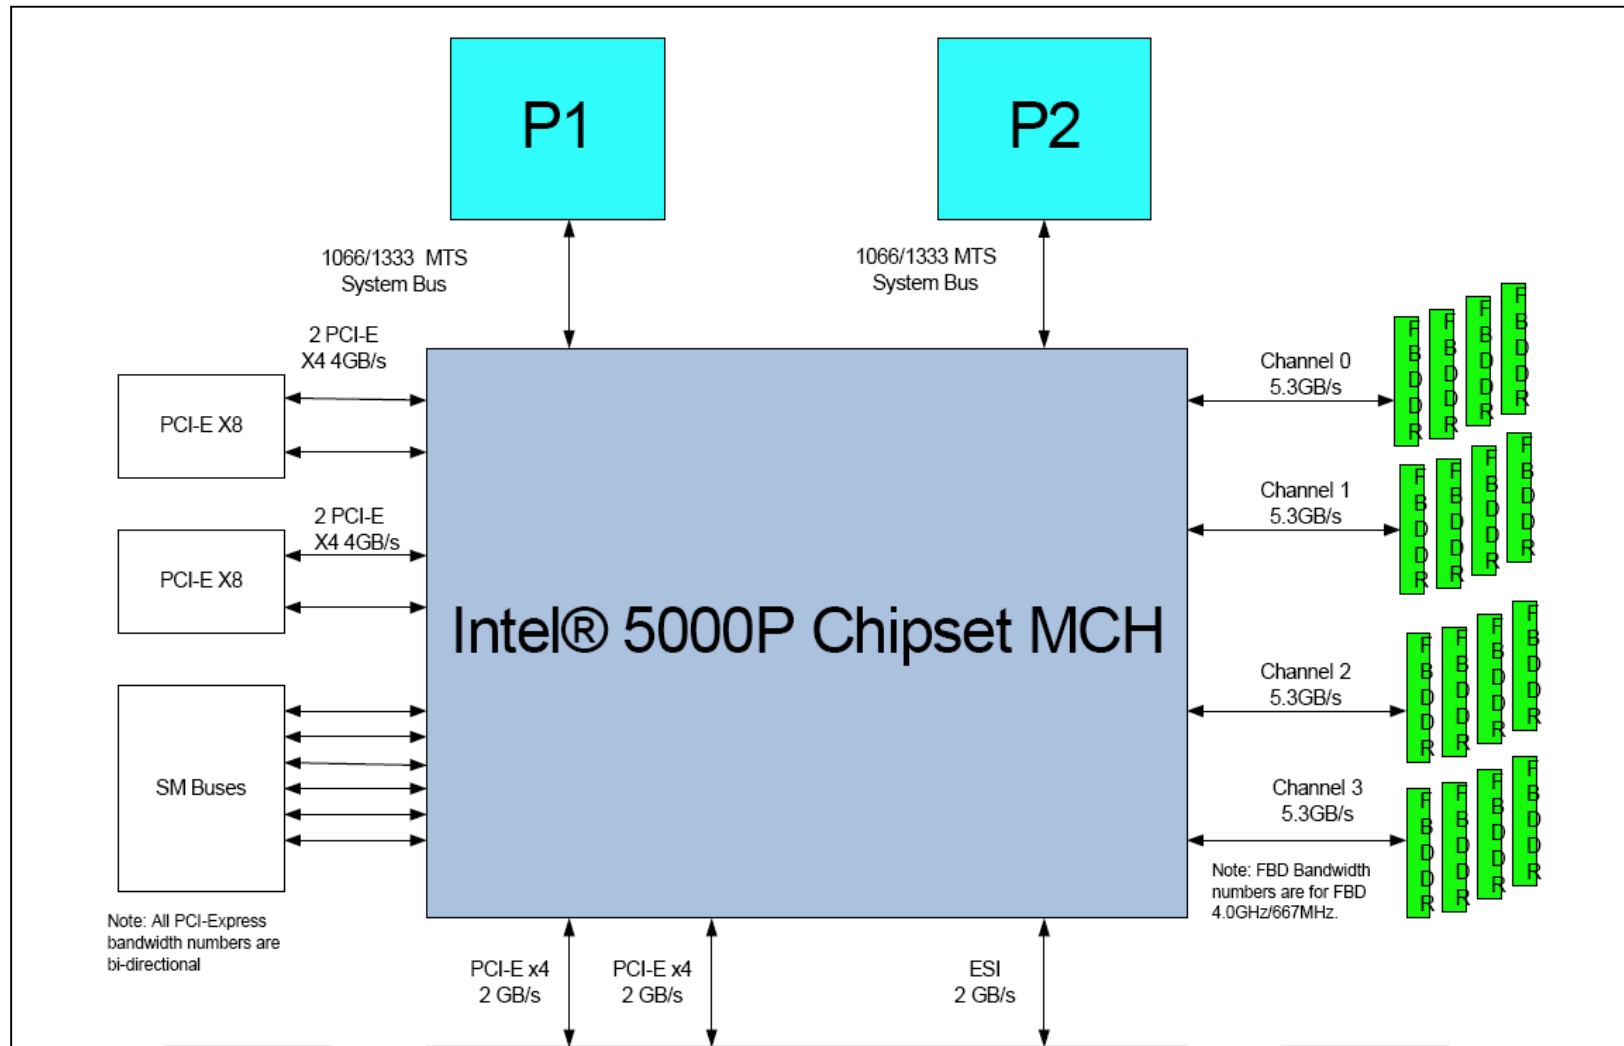 P1
P2
1066/1333 MTS
System Bus
1066/1333 MTS
System Bus
2 PCI-E
X4 4GB/s
PCI-E X8
2 PCI-E
X4 4GB/s
PCI-E X8
SM Buses
Note: All PCI-Express
bandwidth numbers are
bi-directional
Intel® 5000P Chipset MCH
Channel 0
5.3GB/s
FBDDR
FBDDR
FBDDR
FBDDR
Channel 1
5.3GB/s
FBDDR
FBDDR
FBDDR
FBDDR
Channel 2
5.3GB/s
FBDDR
FBDDR
FBDDR
FBDDR
Channel 3
5.3GB/s
FBDDR
FBDDR
FBDDR
FBDDR
Note: FBD Bandwidth
numbers are for FBD
4.0GHz/667MHz.
PCI-E x4
2 GB/s
PCI-E x4
2 GB/s
ESI
2 GB/s